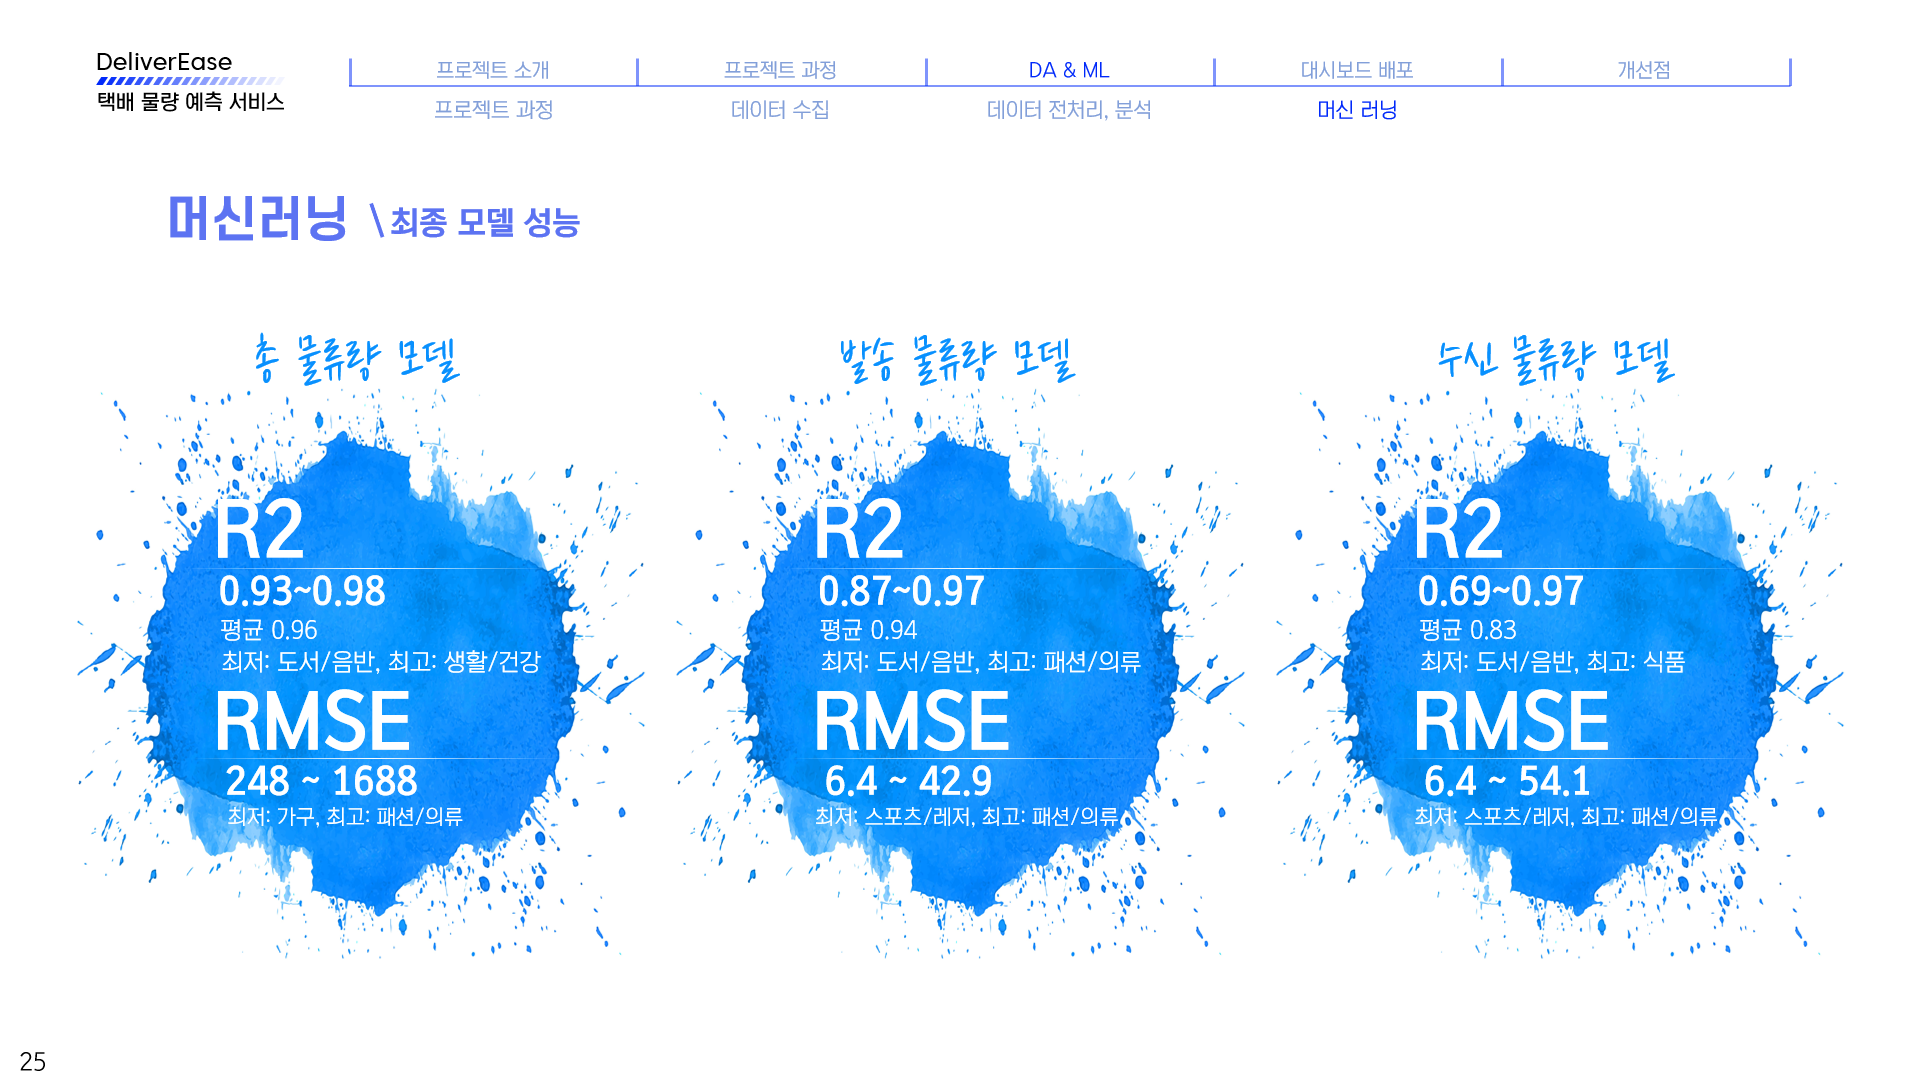 DeliverEase
택배 물량 예측 서비스
프로젝트 소개
프로젝트 과정
DA & ML
대시보드 배포
개선점
프로젝트 과정
데이터 수집
데이터 전처리, 분석
머신 러닝
머신러닝 \ 최종 모델 성능
총 물류량 모델
R2
0.93~0.98
평균 0.96
최저: 도서/음반, 최고: 생활/건강
RMSE
248 ~ 1688
최저: 가구, 최고: 패션/의류
발송 물류량 모델
R2
0.87~0.97
평균 0.94
최저: 도서/음반, 최고: 패션/의류
RMSE
6.4 ~ 42.9
최저: 스포츠/레저, 최고: 패션/의류
수신 물류량 모델
R2
0.69~0.97
평균 0.83
최저: 도서/음반, 최고: 식품
RMSE
6.4 ~ 54.1
최저: 스포츠/레저, 최고: 패션/의류
25